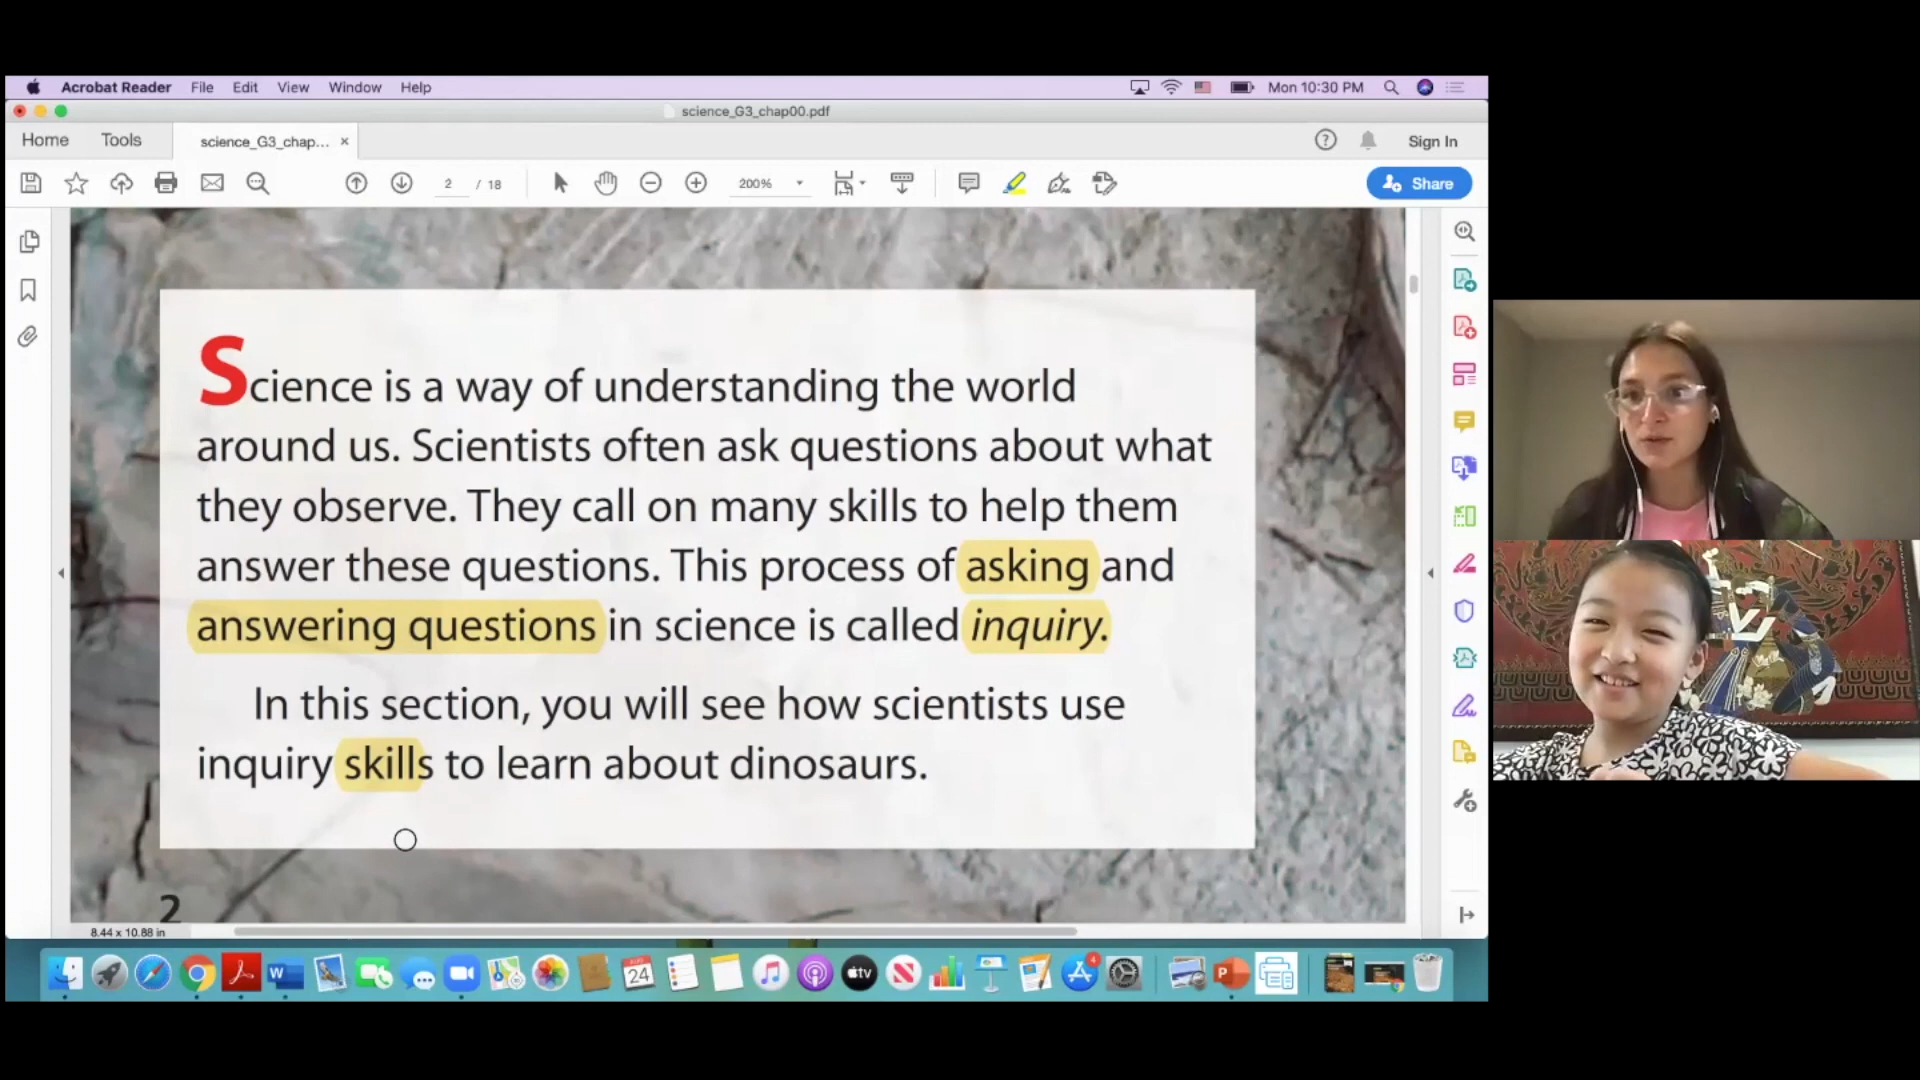 Acrobat Reader File Edit View Window Help Mon 10:30 PM
science_G3_chap00.pdf
Home Tools science_G3_chap... × Sign In
2 / 18 200% Share
Science is a way of understanding the world
around us. Scientists often ask questions about what
they observe. They call on many skills to help them
answer these questions. This process of asking and
answering questions in science is called inquiry.
In this section, you will see how scientists use
inquiry skills to learn about dinosaurs.
2
8.44 x 10.88 in
W 24 tv 4 P